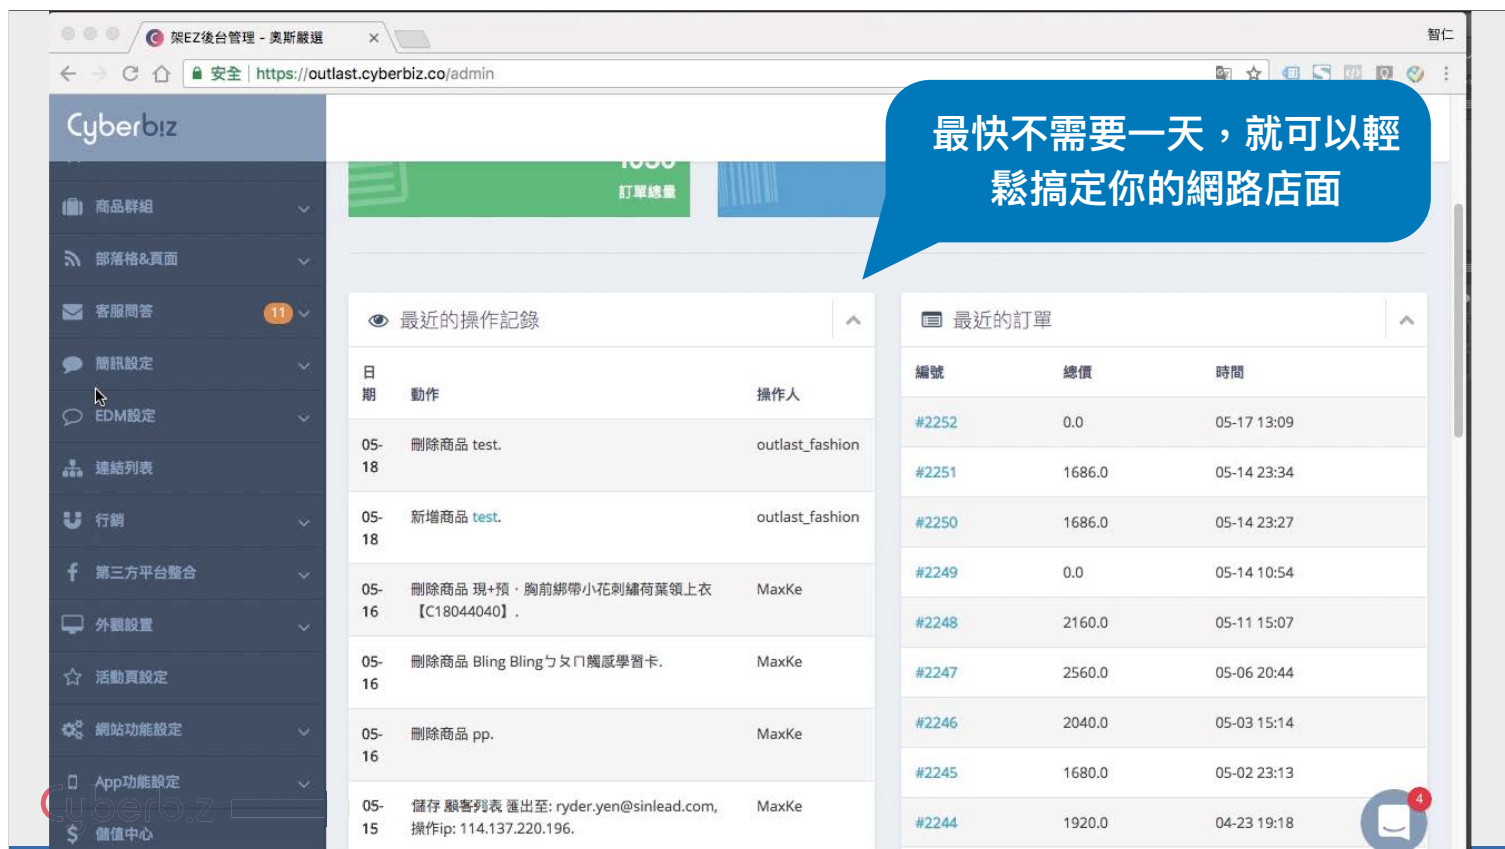 架EZ後台管理 - 奧斯嚴選
智仁
安全 https://outlast.cyberbiz.co/admin
Cyberbiz
最快不需要一天，就可以輕
鬆搞定你的網路店面
訂單總量
商品群組
部落格&頁面
客服問答 11
簡訊設定
EDM設定
連結列表
行銷
第三方平台整合
外觀設置
活動頁設定
網站功能設定
App功能設定
儲值中心
Cyberbiz
最近的操作記錄
日期 動作 操作人
05-18 刪除商品 test. outlast_fashion
05-18 新增商品 test. outlast_fashion
05-16 刪除商品 現+預 · 胸前綁帶小花刺繡荷葉領上衣
【C18044040】.
MaxKe
05-16 刪除商品 Bling Blingㄅㄆㄇ觸感學習卡. MaxKe
05-16 刪除商品 pp. MaxKe
05-15 儲存 顧客列表 匯出至: ryder.yen@sinlead.com,
操作ip: 114.137.220.196.
MaxKe
最近的訂單
編號 總價 時間
#2252 0.0 05-17 13:09
#2251 1686.0 05-14 23:34
#2250 1686.0 05-14 23:27
#2249 0.0 05-14 10:54
#2248 2160.0 05-11 15:07
#2247 2560.0 05-06 20:44
#2246 2040.0 05-03 15:14
#2245 1680.0 05-02 23:13
#2244 1920.0 04-23 19:18
4